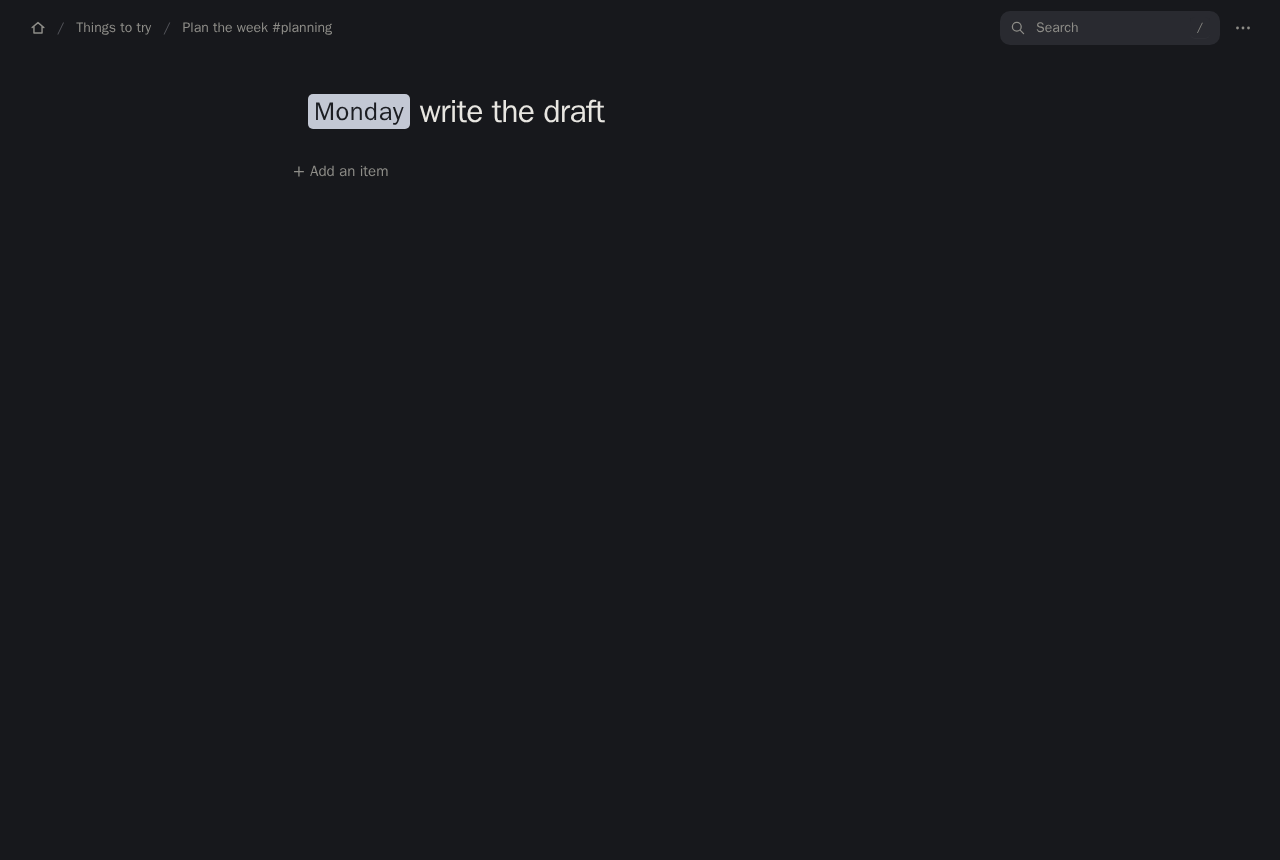 / Things to try / Plan the week #planning
Search /
Monday write the draft
+ Add an item